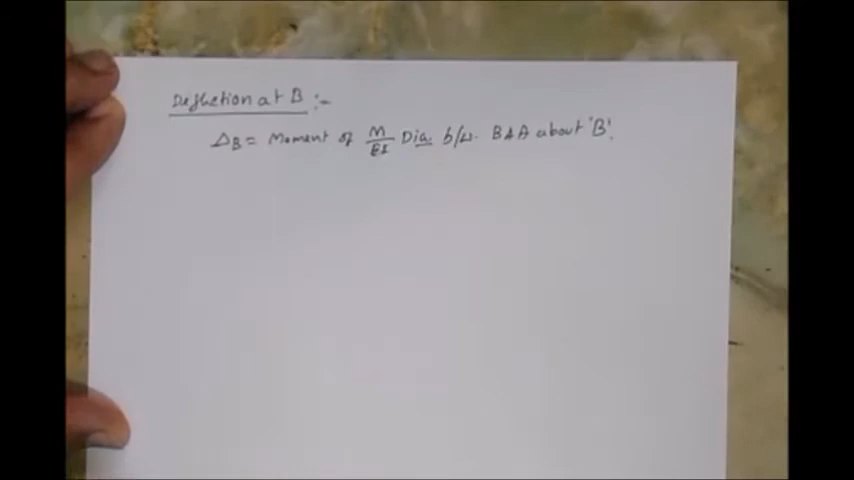 Deflection at B :-
ΔB = Moment of M/EI Dia. b/w. B & A about 'B'.